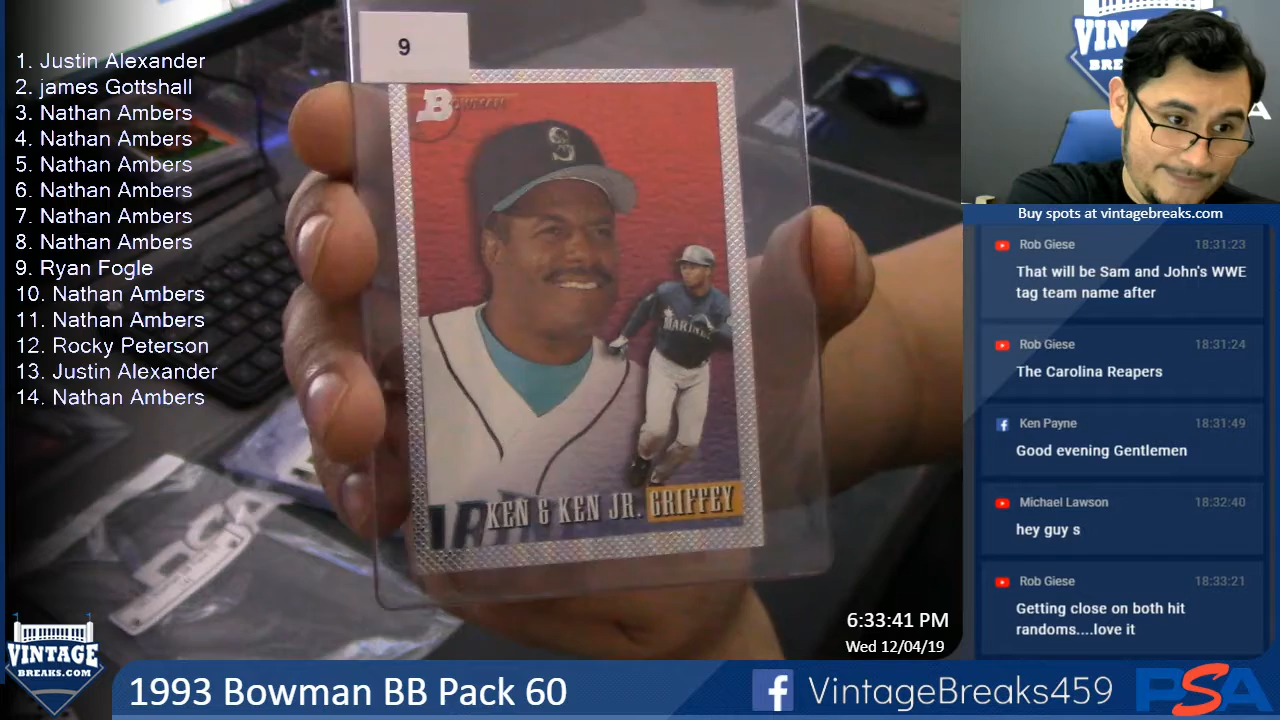 1. Justin Alexander
2. james Gottshall
3. Nathan Ambers
4. Nathan Ambers
5. Nathan Ambers
6. Nathan Ambers
7. Nathan Ambers
8. Nathan Ambers
9. Ryan Fogle
10. Nathan Ambers
11. Nathan Ambers
12. Rocky Peterson
13. Justin Alexander
14. Nathan Ambers
9
BOWMAN
S
MARINE
KEN & KEN JR. GRIFFEY
PSA
6:33:41 PM
Wed 12/04/19
VINT
BRE
A
Buy spots at vintagebreaks.com
Rob Giese 18:31:23
That will be Sam and John's WWE
tag team name after
Rob Giese 18:31:24
The Carolina Reapers
Ken Payne 18:31:49
Good evening Gentlemen
Michael Lawson 18:32:40
hey guy s
Rob Giese 18:33:21
Getting close on both hit
randoms....love it
VINTAGE
BREAKS.COM
1993 Bowman BB Pack 60
f VintageBreaks459
PSA